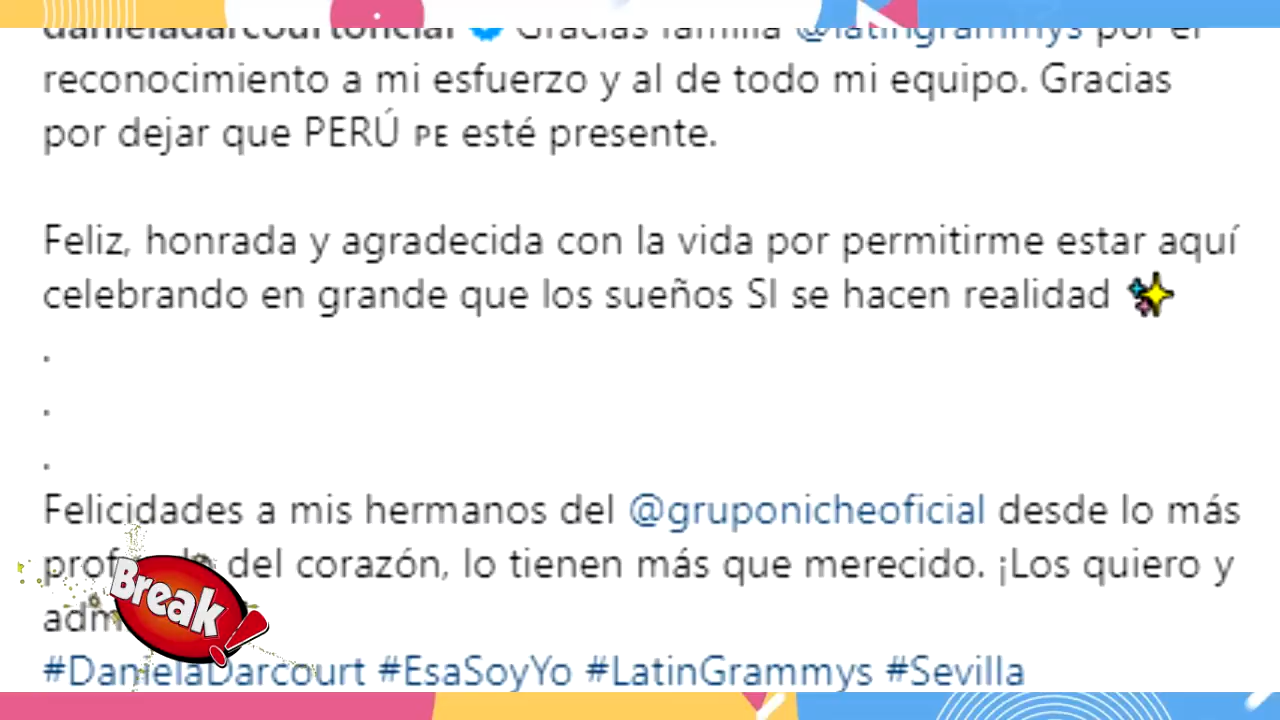 danieladarcourtoficial Gracias familia @latingrammys por el
reconocimiento a mi esfuerzo y al de todo mi equipo. Gracias
por dejar que PERÚ PE esté presente.
Feliz, honrada y agradecida con la vida por permitirme estar aquí
celebrando en grande que los sueños SI se hacen realidad ✨
.
.
.
Felicidades a mis hermanos del @gruponicheoficial desde lo más
del corazón, lo tienen más que merecido. ¡Los quiero y
Break!
#DanielaDarcourt #EsaSoyYo #LatinGrammys #Sevilla